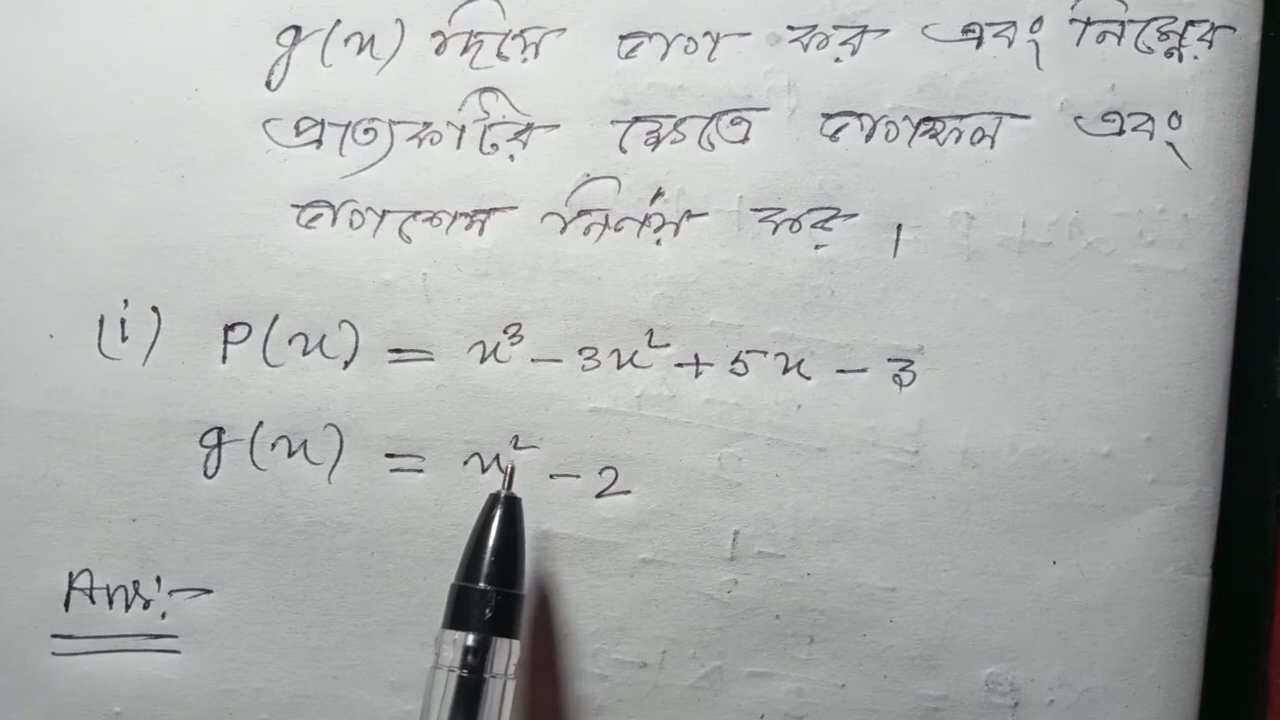 g(x) দিয়ে ভাগ কর এবং নিম্নের
প্রত্যেকটির ক্ষেত্রে ভাগফল এবং
ভাগশেষ নির্ণয় কর ।
(i) P(x) = x³ - 3x² + 5x - 3
g(x) = x² - 2
Ans:-